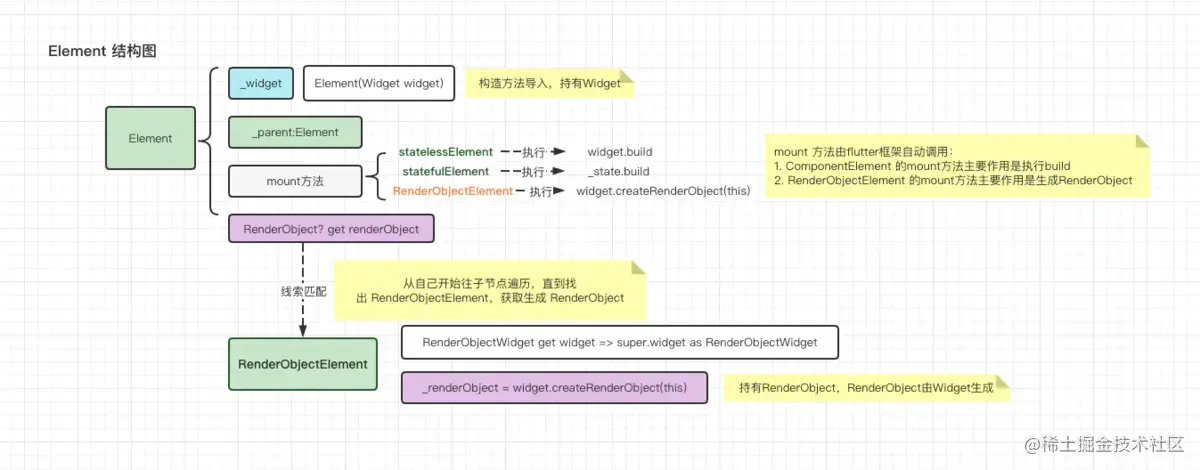 Element 结构图
_widget
Element(Widget widget)
构造方法导入，持有Widget
Element
_parent:Element
mount方法
statelessElement
执行
widget.build
statefulElement
执行
_state.build
RenderObjectElement
执行
widget.createRenderObject(this)
mount 方法由flutter框架自动调用：
1. ComponentElement 的mount方法主要作用是执行build
2. RenderObjectElement 的mount方法主要作用是生成RenderObject
RenderObject? get renderObject
线索匹配
从自己开始往子节点遍历，直到找
出 RenderObjectElement，获取生成 RenderObject
RenderObjectElement
RenderObjectWidget get widget => super.widget as RenderObjectWidget
_renderObject = widget.createRenderObject(this)
持有RenderObject，RenderObject由Widget生成
@稀土掘金技术社区